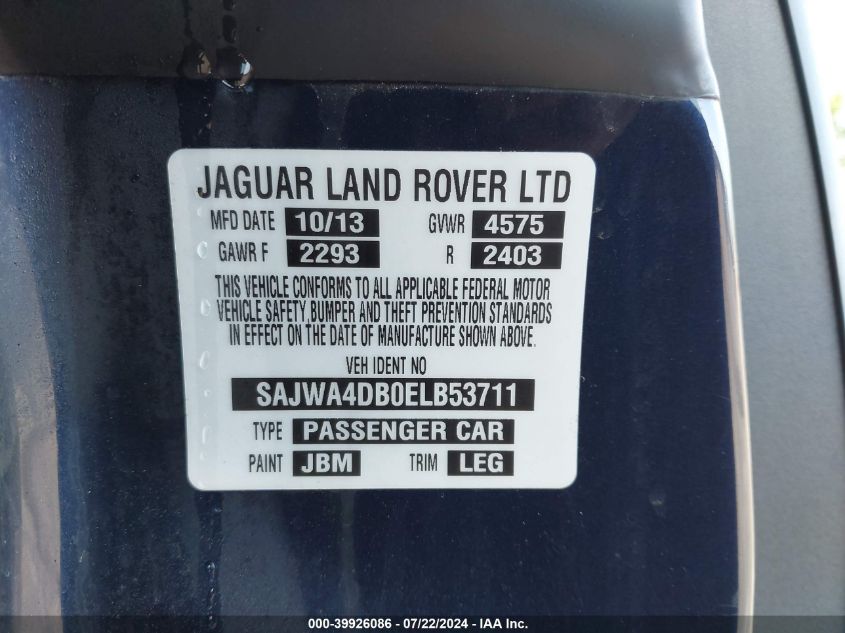 JAGUAR LAND ROVER LTD
MFD DATE 10/13 GVWR 4575
GAWR F 2293 R 2403
THIS VEHICLE CONFORMS TO ALL APPLICABLE FEDERAL MOTOR
VEHICLE SAFETY, BUMPER AND THEFT PREVENTION STANDARDS
IN EFFECT ON THE DATE OF MANUFACTURE SHOWN ABOVE.
VEH IDENT NO
SAJWA4DB0ELB53711
TYPE PASSENGER CAR
PAINT JBM TRIM LEG
000-39926086 - 07/22/2024 - IAAI.com